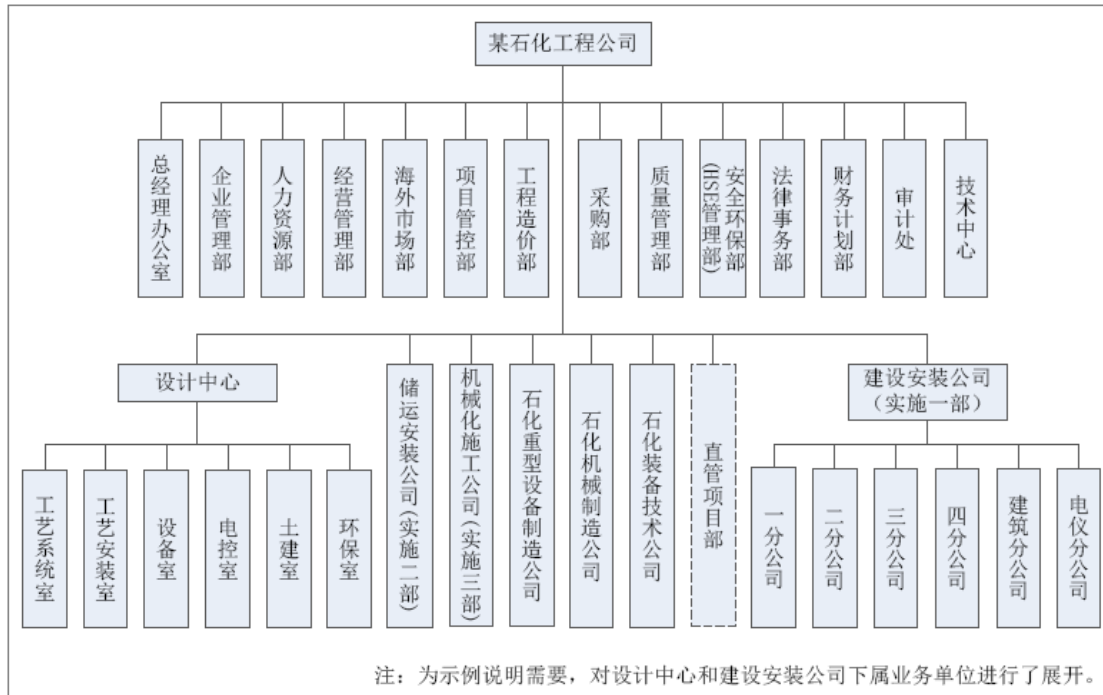 某石化工程公司
总经理办公室
企业管理部
人力资源部
经营管理部
海外市场部
项目管控部
工程造价部
采购部
质量管理部
安全环保部
(HSE管理部)
法律事务部
财务计划部
审计处
技术中心
设计中心
储运安装公司(实施二部)
机械化施工公司(实施三部)
石化重型设备制造公司
石化机械制造公司
石化装备技术公司
直管项目部
建设安装公司
（实施一部）
工艺系统室
工艺安装室
设备室
电控室
土建室
环保室
一分公司
二分公司
三分公司
四分公司
建筑分公司
电仪分公司
注：为示例说明需要，对设计中心和建设安装公司下属业务单位进行了展开。